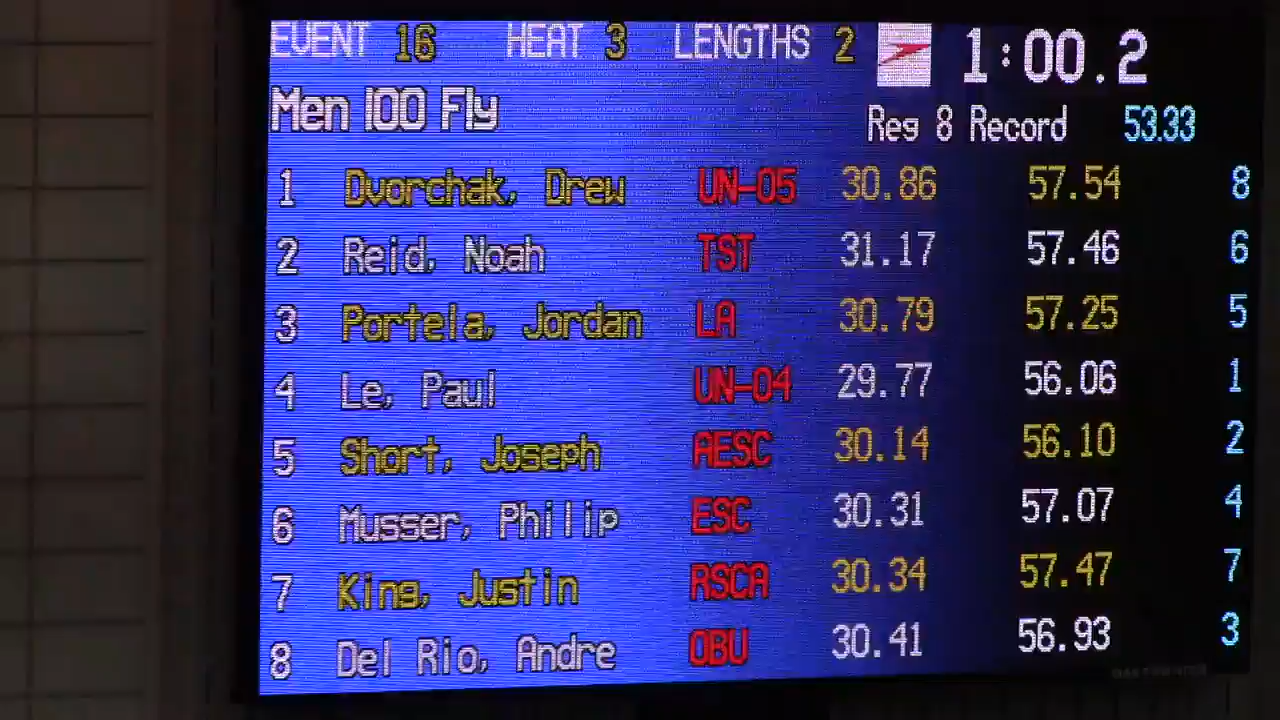 EVENT 16 HEAT 3 LENGTHS 2 1:00.2
Men 100 Fly Reg 8 Record 53.33
1 Dvorchak, Drew UN-05 30.86 57.54 8
2 Reid, Noah TST 31.17 57.46 6
3 Portela, Jordan LA 30.79 57.25 5
4 Le, Paul UN-04 29.77 56.06 1
5 Short, Joseph AESC 30.14 56.10 2
6 Musser, Philip ESC 30.31 57.07 4
7 King, Justin RSCA 30.34 57.47 7
8 Del Rio, Andre OBU 30.41 56.93 3